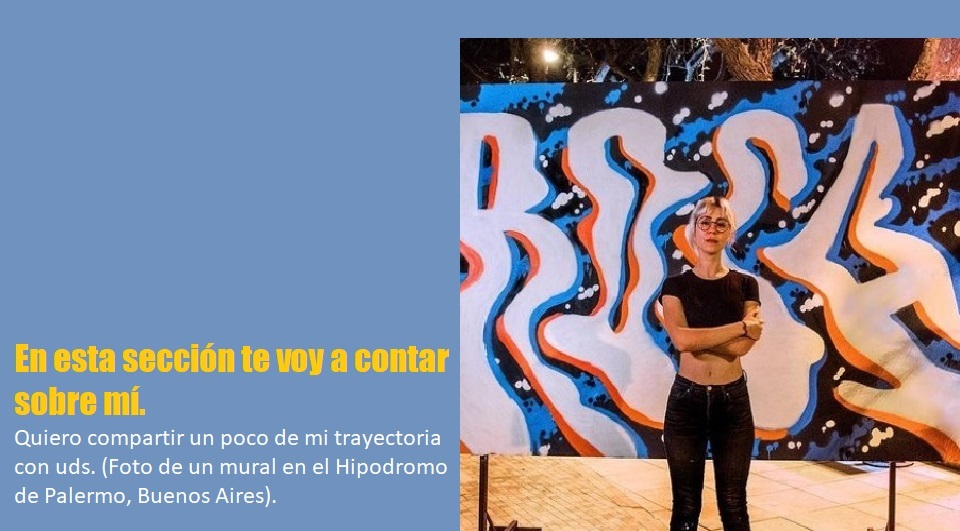 En esta sección te voy a contar
sobre mí.
Quiero compartir un poco de mi trayectoria
con uds. (Foto de un mural en el Hipodromo
de Palermo, Buenos Aires).